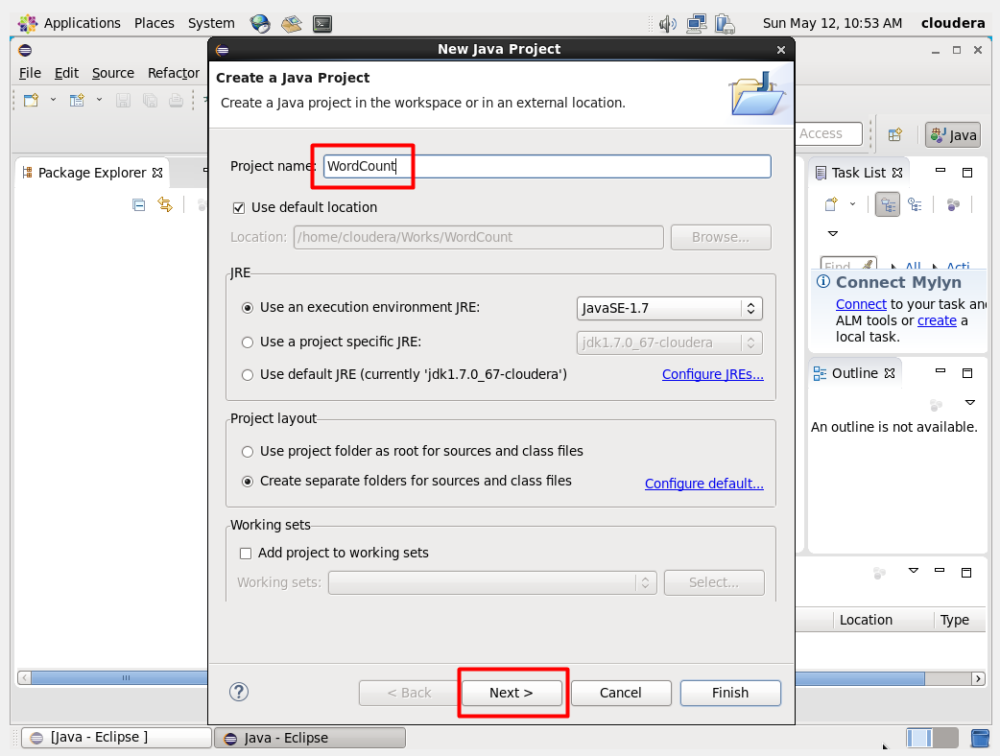 Applications Places System Sun May 12, 10:53 AM cloudera
New Java Project
File Edit Source Refactor
Create a Java Project
Create a Java project in the workspace or in an external location.
Access
Java
Package Explorer
Project name: WordCount
Task List
Use default location
Location: /home/cloudera/Works/WordCount Browse...
Find All Acti
JRE
Connect Mylyn
Connect to your task and
ALM tools or create a
local task.
Use an execution environment JRE: JavaSE-1.7
Use a project specific JRE: jdk1.7.0_67-cloudera
Use default JRE (currently 'jdk1.7.0_67-cloudera') Configure JREs...
Outline
An outline is not available.
Project layout
Use project folder as root for sources and class files
Create separate folders for sources and class files
Configure default...
Working sets
Add project to working sets
Working sets: Select...
Location Type
< Back Next > Cancel Finish
[Java - Eclipse ] Java - Eclipse